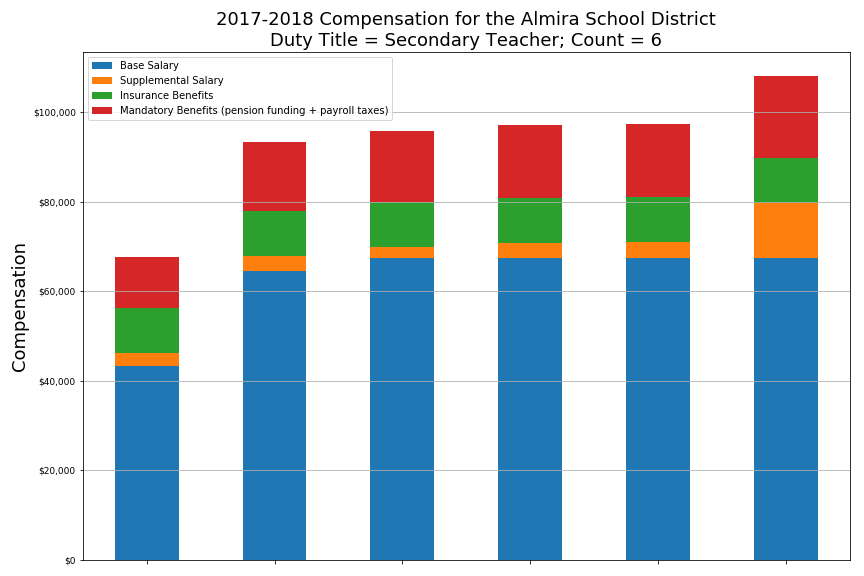 2017-2018 Compensation for the Almira School District
Duty Title = Secondary Teacher; Count = 6
Base Salary
Supplemental Salary
Insurance Benefits
Mandatory Benefits (pension funding + payroll taxes)
$100,000
$80,000
$60,000
$40,000
$20,000
$0
Compensation